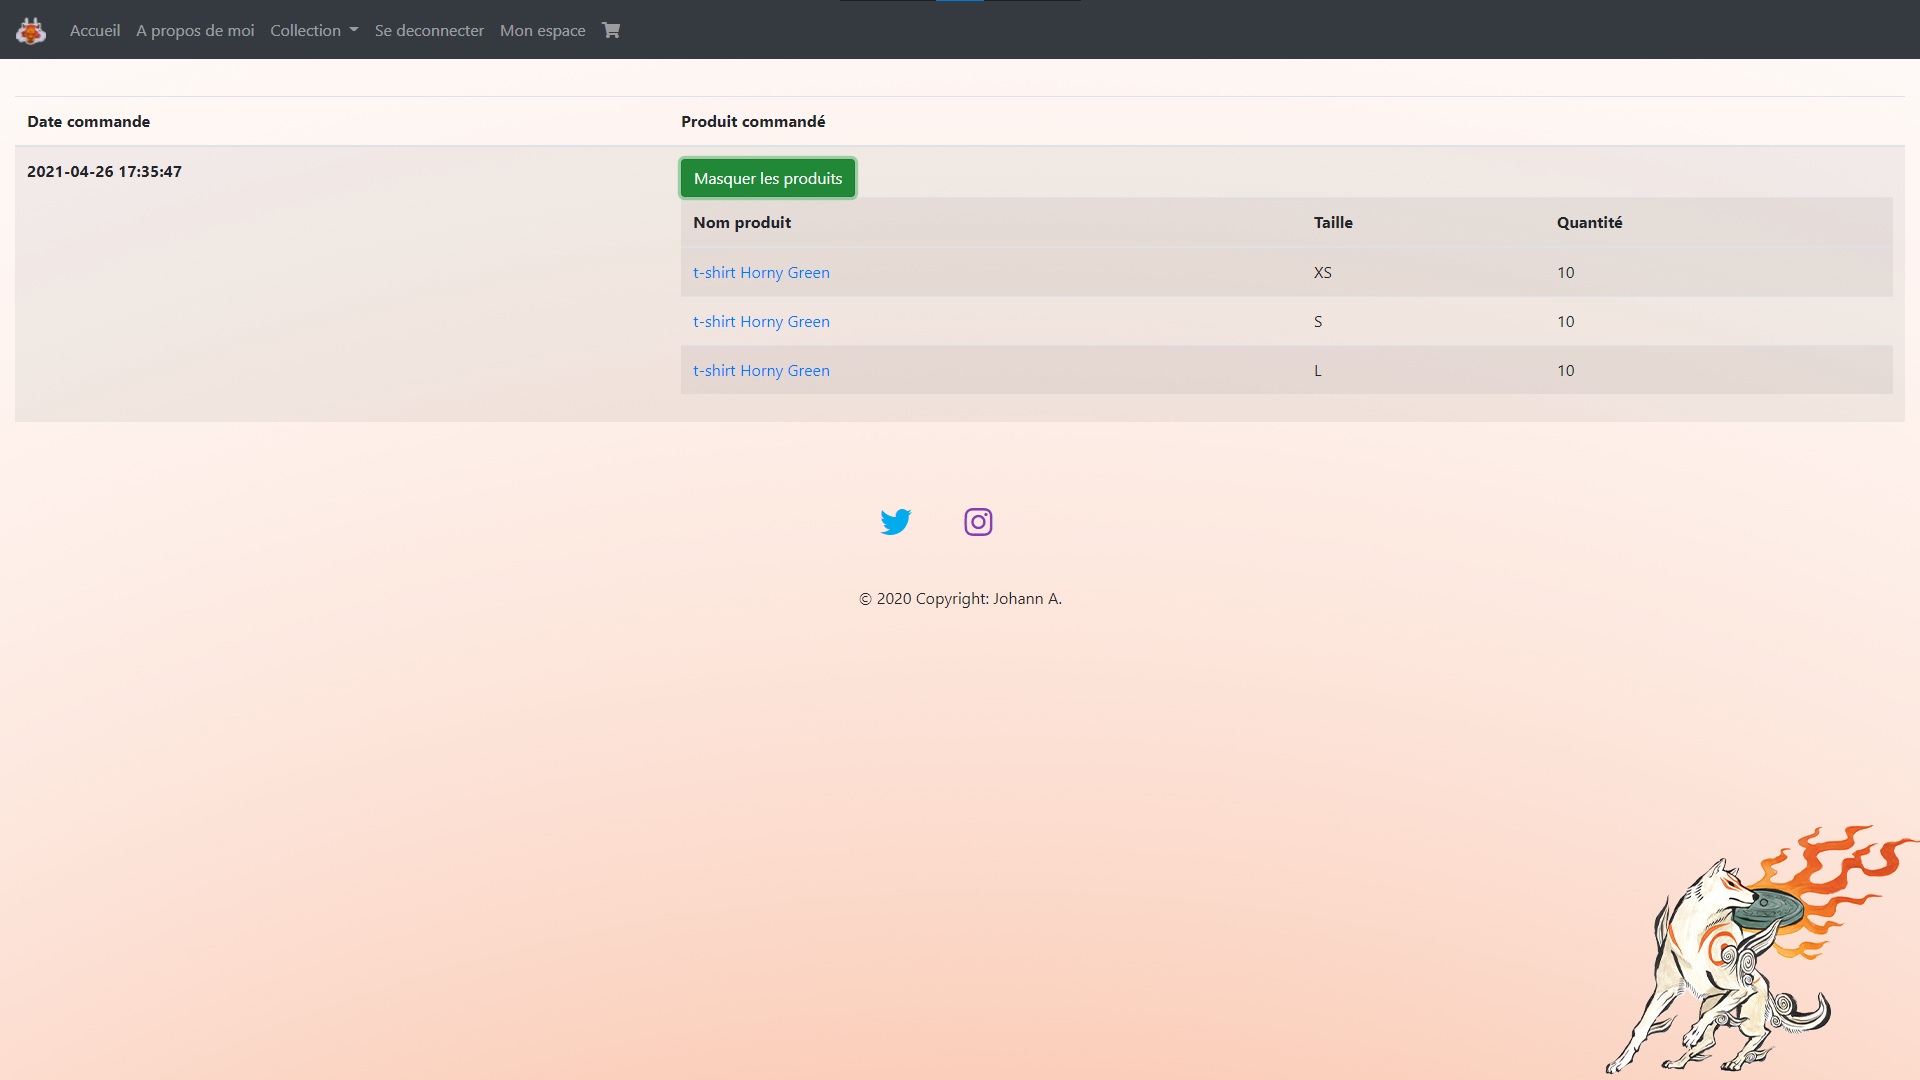 Accueil A propos de moi Collection Se deconnecter Mon espace
Date commande Produit commandé
2021-04-26 17:35:47 Masquer les produits
Nom produit Taille Quantité
t-shirt Horny Green XS 10
t-shirt Horny Green S 10
t-shirt Horny Green L 10
© 2020 Copyright: Johann A.